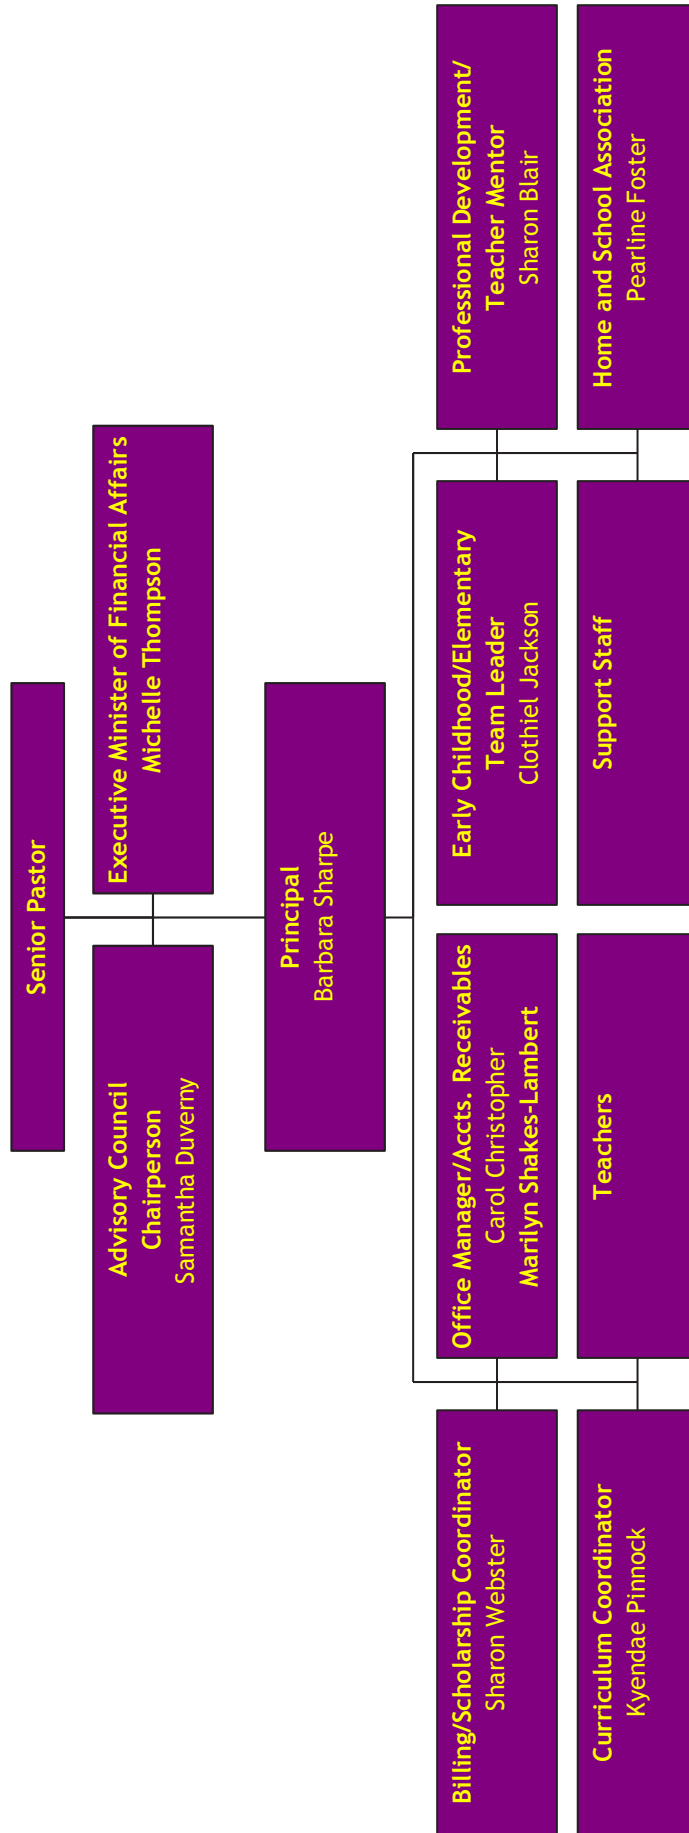 Senior Pastor
Advisory Council
Chairperson
Samantha Duverny
Executive Minister of Financial Affairs
Michelle Thompson
Principal
Barbara Sharpe
Billing/Scholarship Coordinator
Sharon Webster
Office Manager/Accts. Receivables
Carol Christopher
Marilyn Shakes-Lambert
Early Childhood/Elementary
Team Leader
Clothiel Jackson
Professional Development/
Teacher Mentor
Sharon Blair
Curriculum Coordinator
Kyendae Pinnock
Teachers
Support Staff
Home and School Association
Pearline Foster